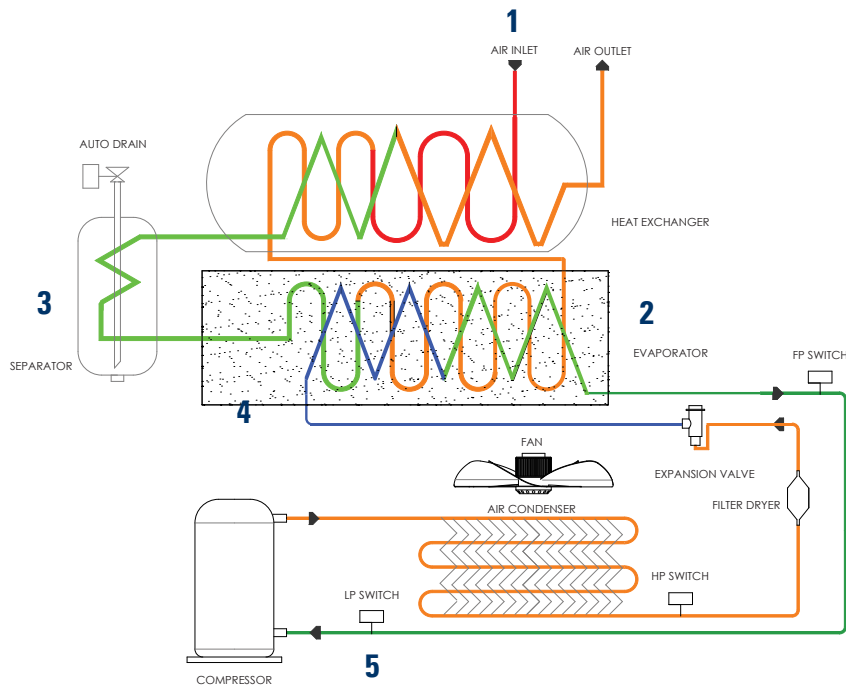 1
AIR INLET
AIR OUTLET
AUTO DRAIN
HEAT EXCHANGER
3
2
SEPARATOR
EVAPORATOR
FP SWITCH
4
FAN
EXPANSION VALVE
AIR CONDENSER
FILTER DRYER
LP SWITCH
HP SWITCH
5
COMPRESSOR